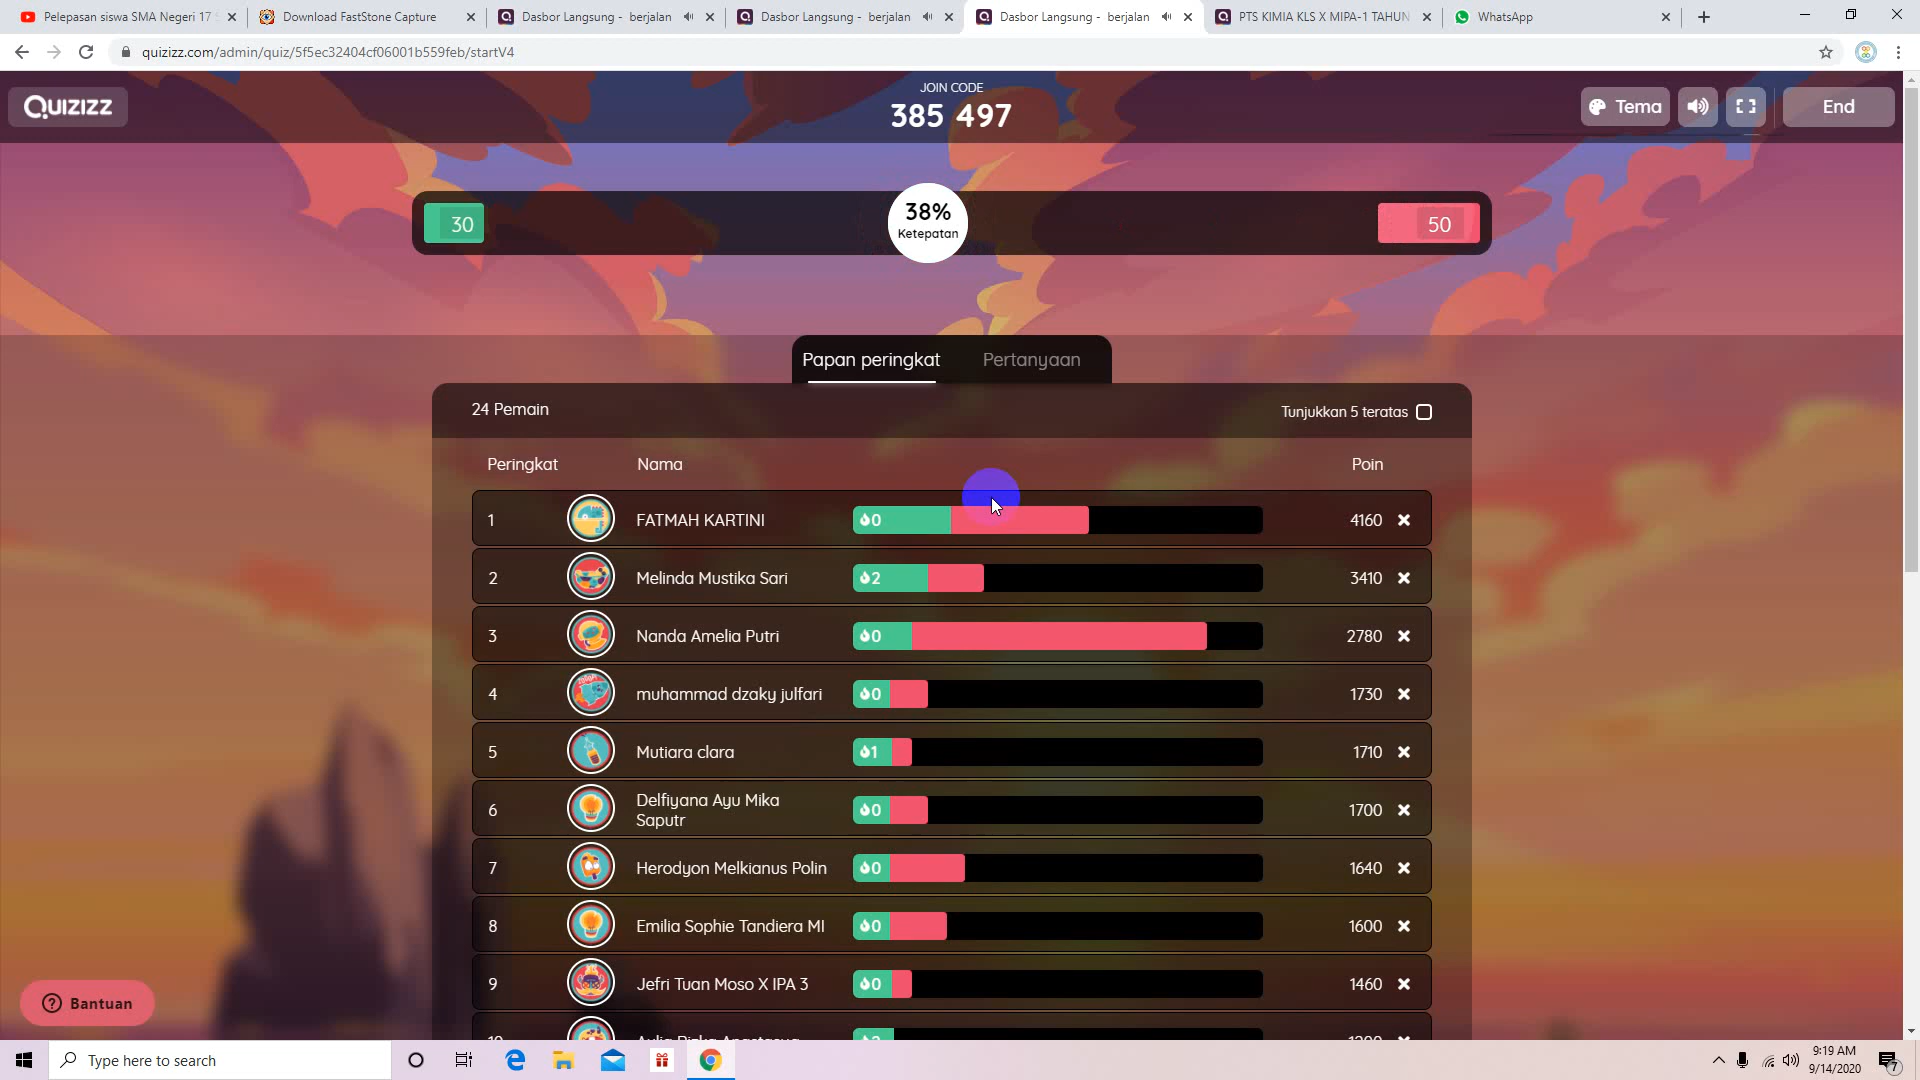 Pelepasan siswa SMA Negeri 17
Download FastStone Capture
Dasbor Langsung - berjalan
Dasbor Langsung - berjalan
Dasbor Langsung - berjalan
PTS KIMIA KLS X MIPA-1 TAHUN
WhatsApp
quizizz.com/admin/quiz/5f5ec32404cf06001b559feb/startV4
Quizizz
JOIN CODE
385 497
Tema
End
30
38%
Ketepatan
50
Papan peringkat
Pertanyaan
24 Pemain
Tunjukkan 5 teratas
Peringkat Nama Poin
1 FATMAH KARTINI 0 4160
2 Melinda Mustika Sari 2 3410
3 Nanda Amelia Putri 0 2780
4 muhammad dzaky julfari 0 1730
5 Mutiara clara 1 1710
6 Delfiyana Ayu Mika
Saputr 0 1700
7 Herodyon Melkianus Polin 0 1640
8 Emilia Sophie Tandiera MI 0 1600
9 Jefri Tuan Moso X IPA 3 0 1460
Bantuan
Type here to search
9:19 AM
9/14/2020
7